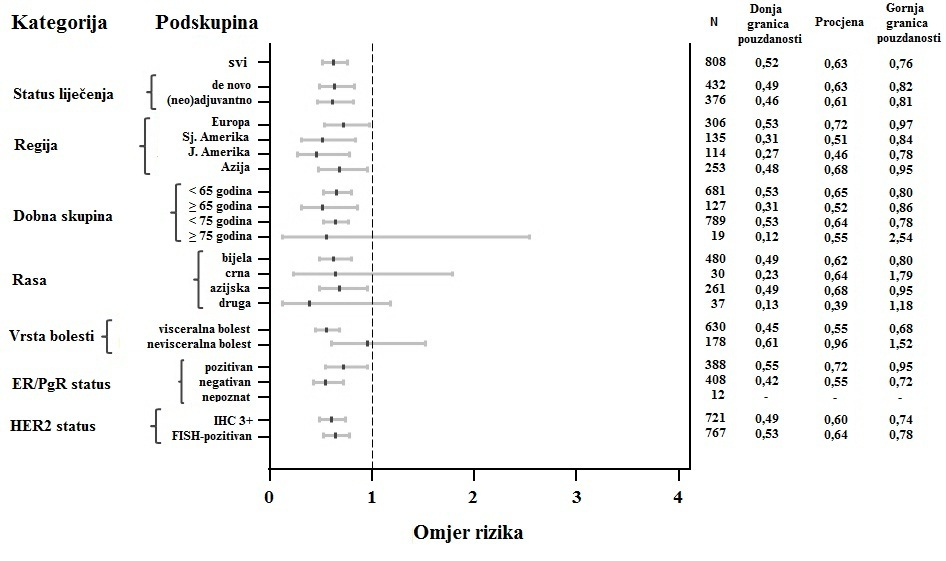 Kategorija Podskupina N Donja granica pouzdanosti Procjena Gornja granica pouzdanosti
svi 808 0,52 0,63 0,76
Status liječenja
de novo 432 0,49 0,63 0,82
(neo)adjuvantno 376 0,46 0,61 0,81
Regija
Europa 306 0,53 0,72 0,97
Sj. Amerika 135 0,31 0,51 0,84
J. Amerika 114 0,27 0,46 0,78
Azija 253 0,48 0,68 0,95
Dobna skupina
< 65 godina 681 0,53 0,65 0,80
≥ 65 godina 127 0,31 0,52 0,86
< 75 godina 789 0,53 0,64 0,78
≥ 75 godina 19 0,12 0,55 2,54
Rasa
bijela 480 0,49 0,62 0,80
crna 30 0,23 0,64 1,79
azijska 261 0,49 0,68 0,95
druga 37 0,13 0,39 1,18
Vrsta bolesti
visceralna bolest 630 0,45 0,55 0,68
nevisceralna bolest 178 0,61 0,96 1,52
ER/PgR status
pozitivan 388 0,55 0,72 0,95
negativan 408 0,42 0,55 0,72
nepoznat 12 - - -
HER2 status
IHC 3+ 721 0,49 0,60 0,74
FISH-pozitivan 767 0,53 0,64 0,78
0 1 2 3 4
Omjer rizika